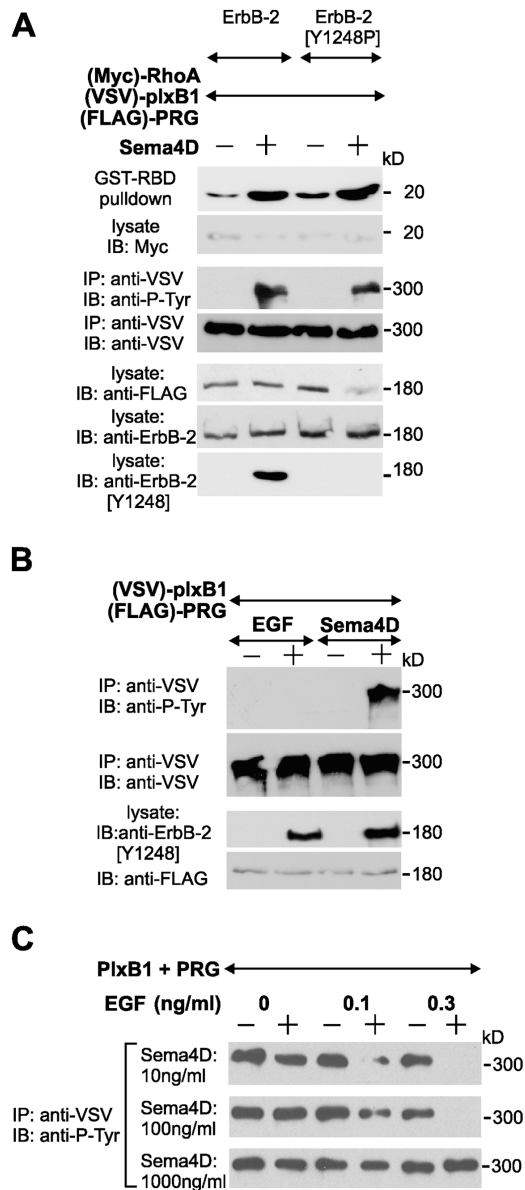 A
ErbB-2 ErbB-2
[Y1248P]
(Myc)-RhoA
(VSV)-plxB1
(FLAG)-PRG
Sema4D − + − +
kD
GST-RBD
pulldown
20
lysate
IB: Myc
20
IP: anti-VSV
IB: anti-P-Tyr
300
IP: anti-VSV
IB: anti-VSV
300
lysate:
IB: anti-FLAG
180
lysate:
IB: anti-ErbB-2
180
lysate:
IB: anti-ErbB-2
[Y1248]
180
B
(VSV)-plxB1
(FLAG)-PRG
EGF Sema4D
− + − +
kD
IP: anti-VSV
IB: anti-P-Tyr
300
IP: anti-VSV
IB: anti-VSV
300
lysate:
IB:anti-ErbB-2
[Y1248]
180
IB: anti-FLAG
180
C
PlxB1 + PRG
EGF (ng/ml) 0 0.1 0.3
− + − + − +
kD
IP: anti-VSV
IB: anti-P-Tyr
Sema4D:
10ng/ml
300
Sema4D:
100ng/ml
300
Sema4D:
1000ng/ml
300